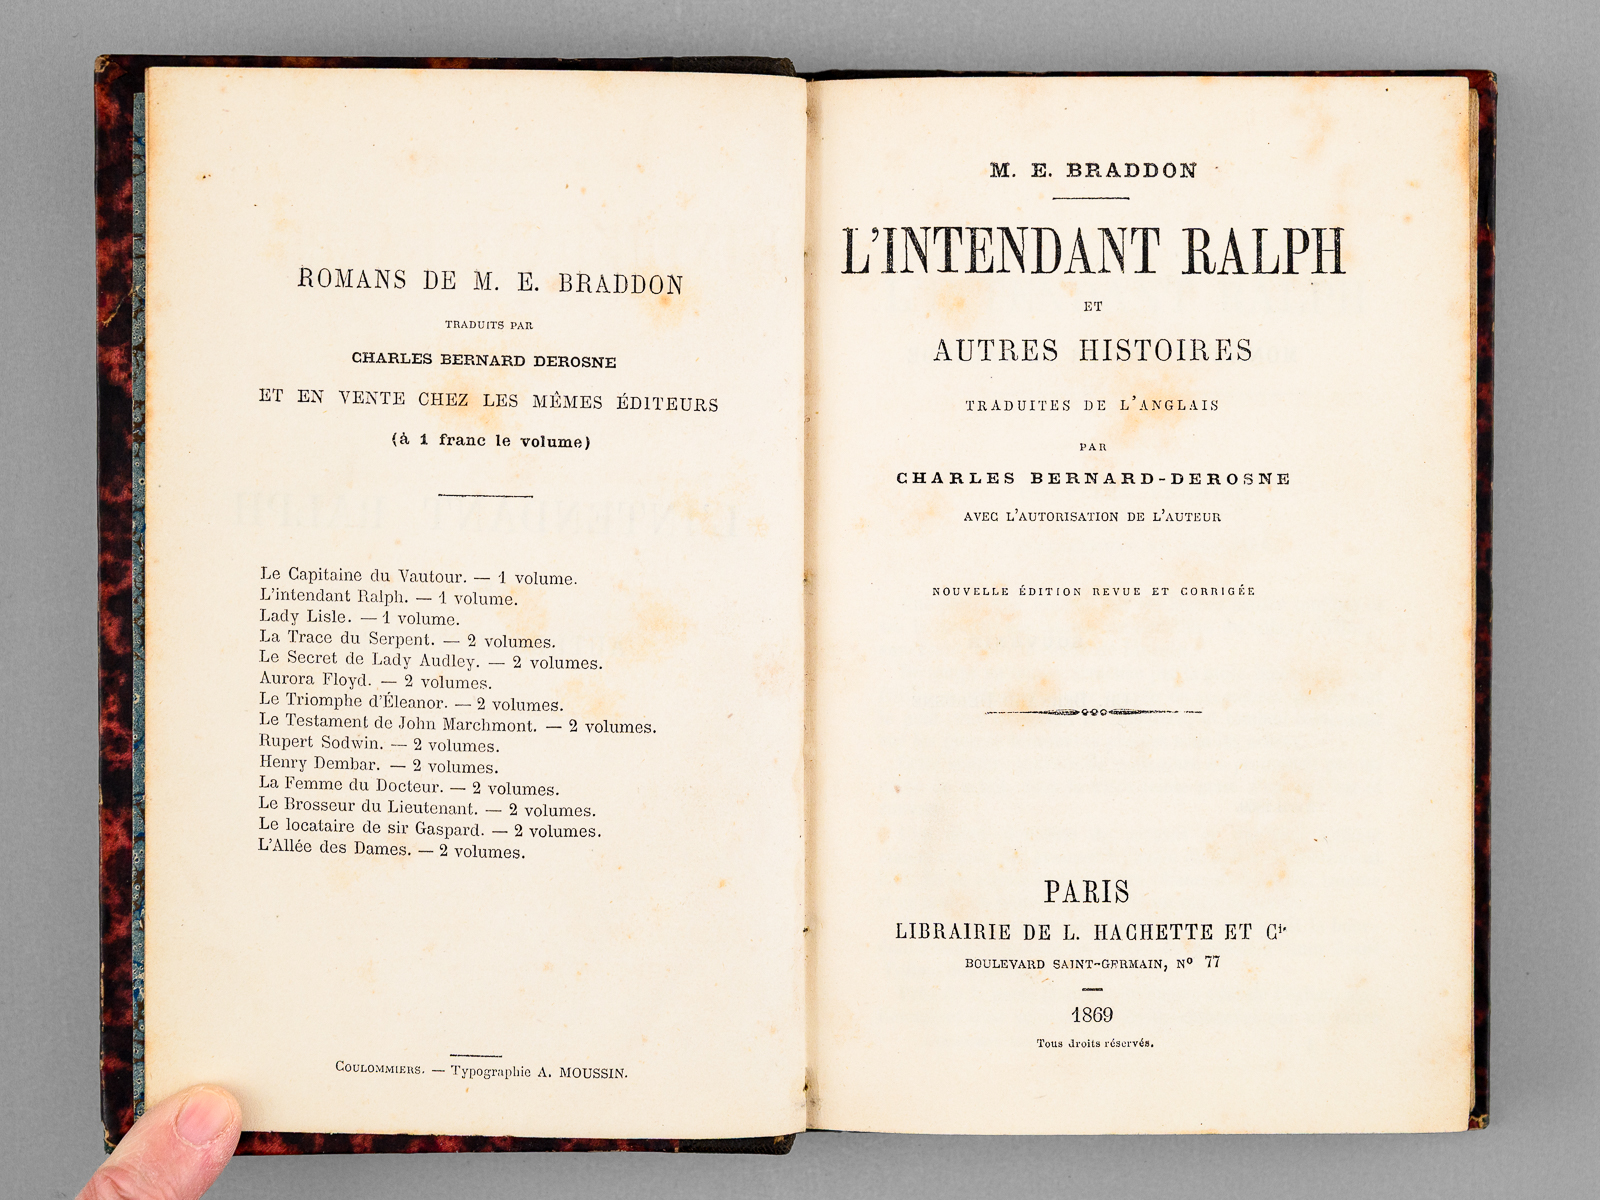 ROMANS DE M. E. BRADDON
TRADUITS PAR
CHARLES BERNARD DEROSNE
ET EN VENTE CHEZ LES MÊMES ÉDITEURS
(à 1 franc le volume)
Le Capitaine du Vautour. — 1 volume.
L'intendant Ralph. — 1 volume.
Lady Lisle. — 1 volume.
La Trace du Serpent. — 2 volumes.
Le Secret de Lady Audley. — 2 volumes.
Aurora Floyd. — 2 volumes.
Le Triomphe d'Éleanor. — 2 volumes.
Le Testament de John Marchmont. — 2 volumes.
Rupert Sodwin. — 2 volumes.
Henry Dembar. — 2 volumes.
La Femme du Docteur. — 2 volumes.
Le Brosseur du Lieutenant. — 2 volumes.
Le locataire de sir Gaspard. — 2 volumes.
L'Allée des Dames. — 2 volumes.
COULOMMIERS. — Typographie A. MOUSSIN.
M. E. BRADDON
L'INTENDANT RALPH
ET
AUTRES HISTOIRES
TRADUITES DE L'ANGLAIS
PAR
CHARLES BERNARD-DEROSNE
AVEC L'AUTORISATION DE L'AUTEUR
NOUVELLE ÉDITION REVUE ET CORRIGÉE
PARIS
LIBRAIRIE DE L. HACHETTE ET Cie
BOULEVARD SAINT-GERMAIN, Nº 77
1869
Tous droits réservés.